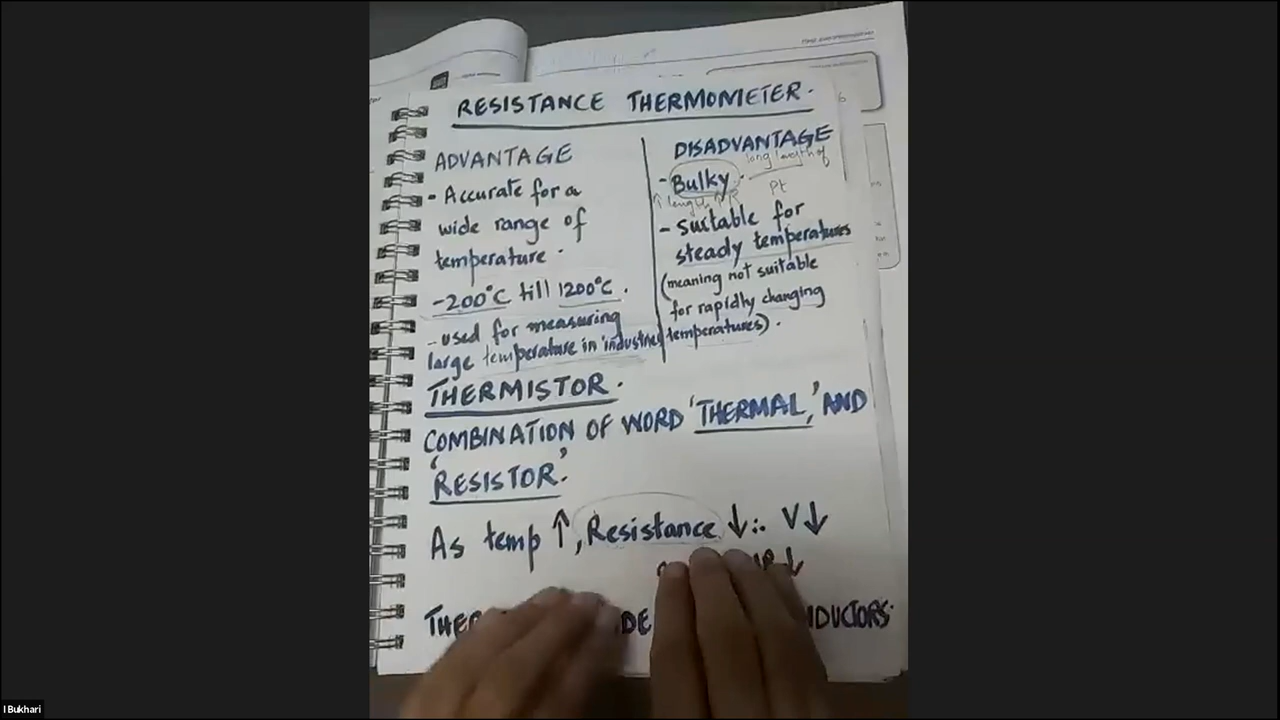 RESISTANCE THERMOMETER.
ADVANTAGE
- Accurate for a
wide range of
temperature.
-200°C till 1200°C.
- used for measuring
large temperature in industries
DISADVANTAGE
- Bulky. long length of
Pt
↑ length ↑ R
- suitable for
steady temperatures
(meaning not suitable
for rapidly changing
temperatures).
THERMISTOR.
COMBINATION OF WORD 'THERMAL,' AND
'RESISTOR.'
As temp ↑, Resistance ↓ ∴ V↓
I Bukhari